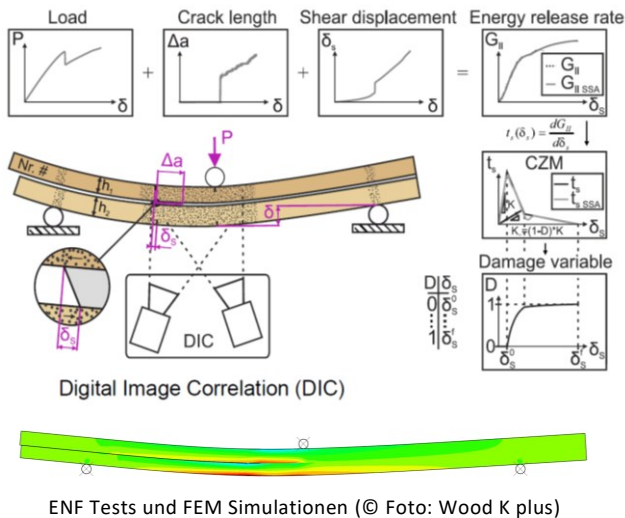 Load
Crack length
Shear displacement
Energy release rate
P
δ
+
Δa
δ
+
δs
δ
=
GII
GII
GII SSA
δs
ts(δs) = dGII / dδs
Nr. #
h1
h2
Δa
P
δ
δs
δs
DIC
CZM
ts
ts
ts SSA
K
K=(1-D)*K
δs
Damage variable
D δs
0 δs0
1 δsf
D
1
0
δs0
δsf δs
Digital Image Correlation (DIC)
ENF Tests und FEM Simulationen (© Foto: Wood K plus)